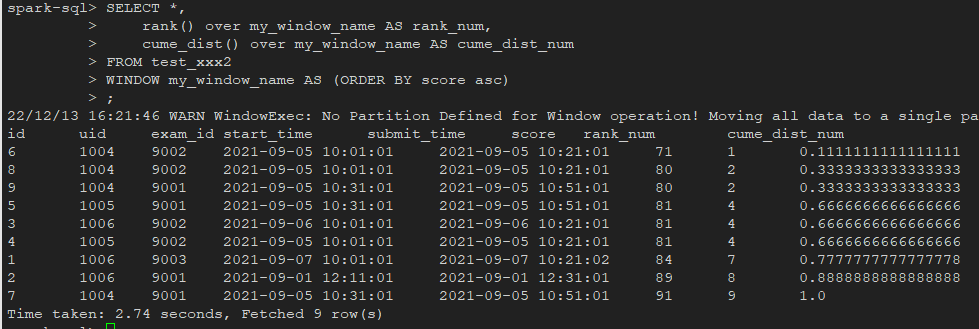 spark-sql> SELECT *,
> rank() over my_window_name AS rank_num,
> cume_dist() over my_window_name AS cume_dist_num
> FROM test_xxx2
> WINDOW my_window_name AS (ORDER BY score asc)
> ;
22/12/13 16:21:46 WARN WindowExec: No Partition Defined for Window operation! Moving all data to a single pa
id uid exam_id start_time submit_time score rank_num cume_dist_num
6 1004 9002 2021-09-05 10:01:01 2021-09-05 10:21:01 71 1 0.1111111111111111
8 1004 9002 2021-09-05 10:01:01 2021-09-05 10:21:01 80 2 0.3333333333333333
9 1004 9001 2021-09-05 10:31:01 2021-09-05 10:51:01 80 2 0.3333333333333333
5 1005 9001 2021-09-05 10:31:01 2021-09-05 10:51:01 81 4 0.6666666666666666
3 1006 9002 2021-09-06 10:01:01 2021-09-06 10:21:01 81 4 0.6666666666666666
4 1005 9002 2021-09-05 10:01:01 2021-09-05 10:21:01 81 4 0.6666666666666666
1 1006 9003 2021-09-07 10:01:01 2021-09-07 10:21:02 84 7 0.7777777777777778
2 1006 9001 2021-09-01 12:11:01 2021-09-01 12:31:01 89 8 0.8888888888888888
7 1004 9001 2021-09-05 10:31:01 2021-09-05 10:51:01 91 9 1.0
Time taken: 2.74 seconds, Fetched 9 row(s)